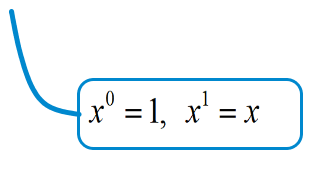 x⁰ = 1, x¹ = x